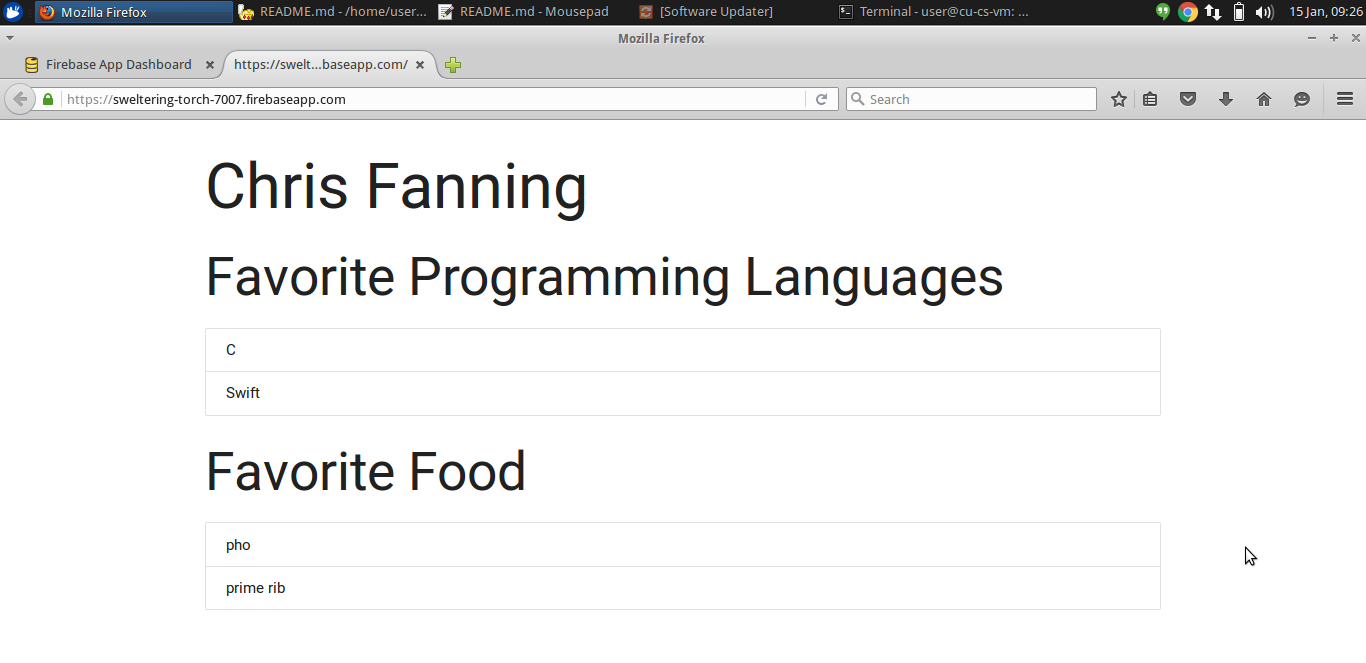 Mozilla Firefox
README.md - /home/user...
README.md - Mousepad
[Software Updater]
Terminal - user@cu-cs-vm: ...
15 Jan, 09:26
Mozilla Firefox
Firebase App Dashboard
https://swelt...baseapp.com/
https://sweltering-torch-7007.firebaseapp.com
Search
Chris Fanning
Favorite Programming Languages
C
Swift
Favorite Food
pho
prime rib